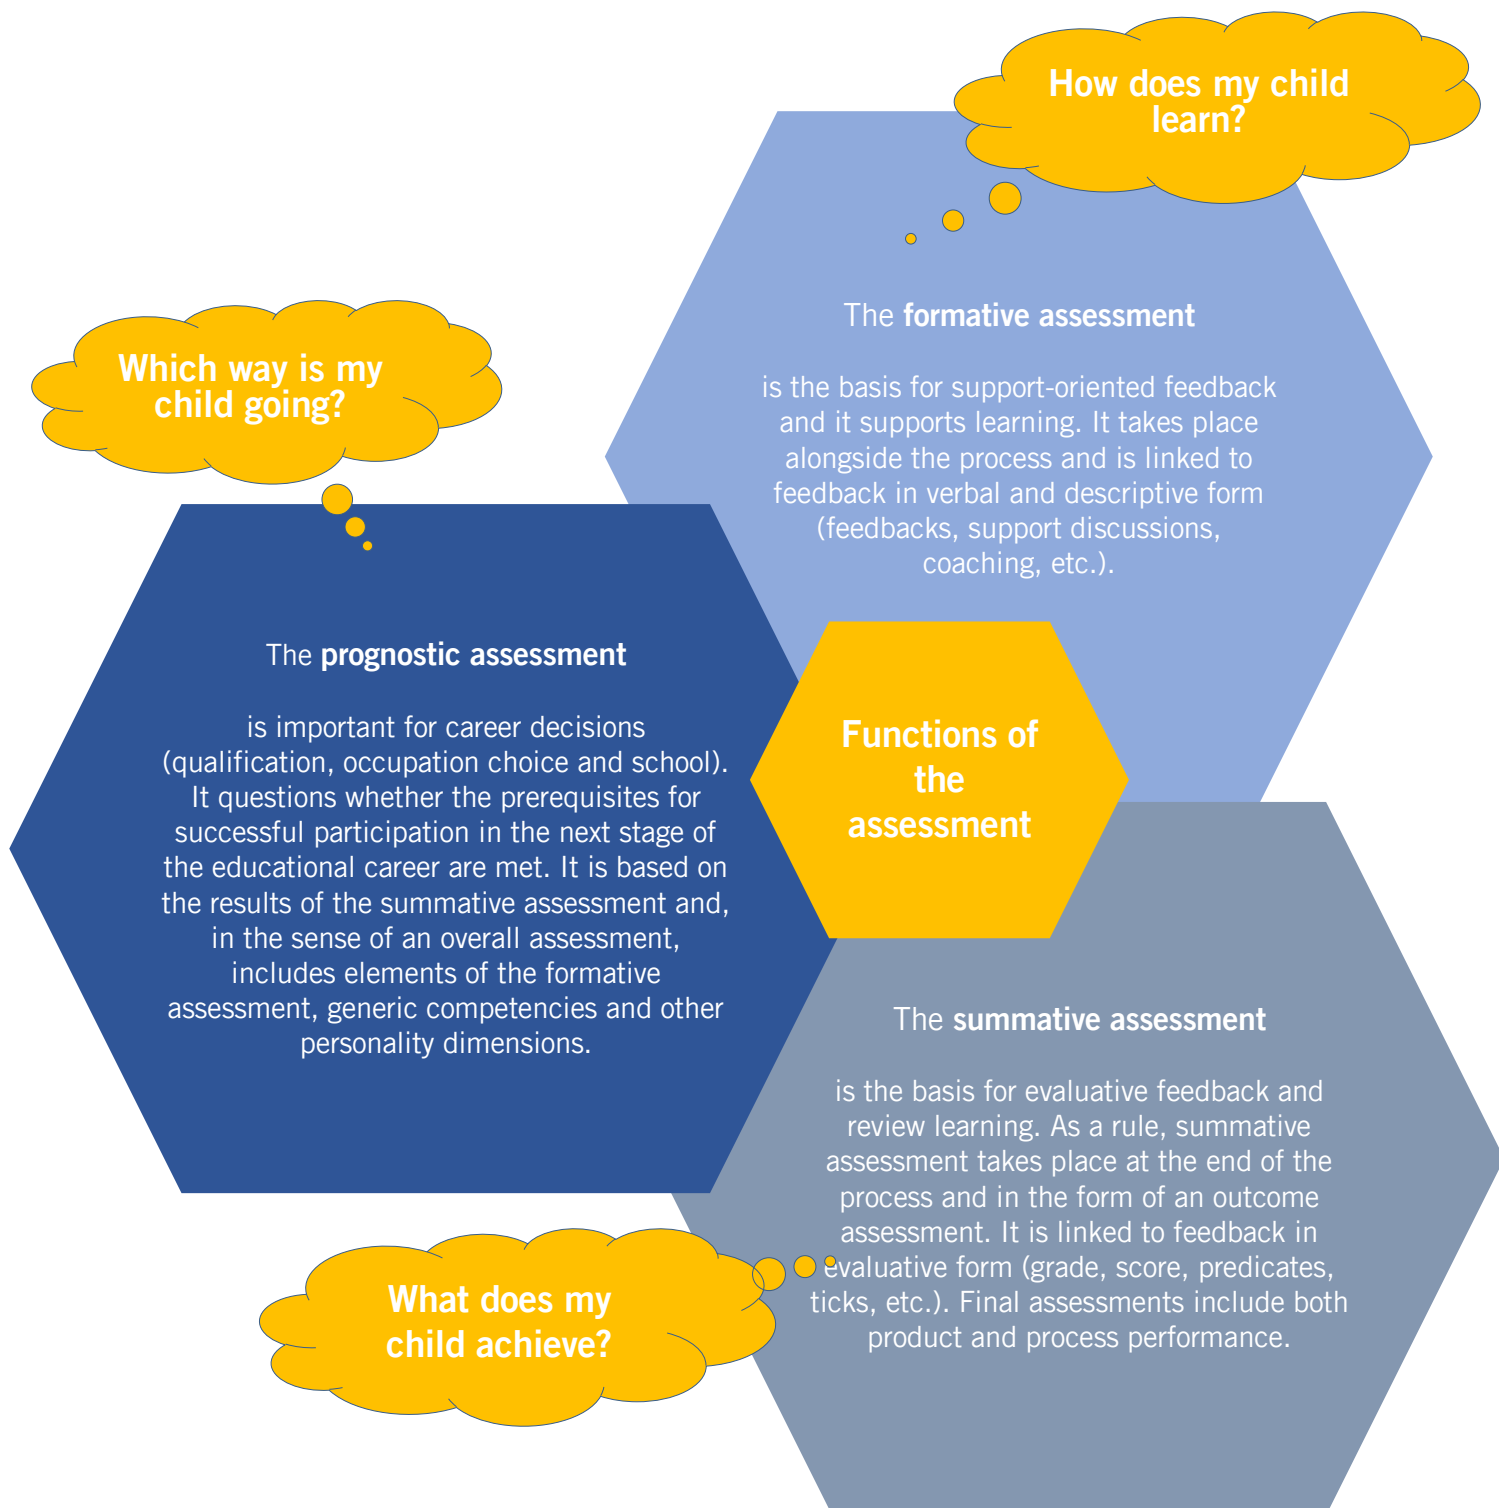 How does my child
learn?
The formative assessment
is the basis for support-oriented feedback
and it supports learning. It takes place
alongside the process and is linked to
feedback in verbal and descriptive form
(feedbacks, support discussions,
coaching, etc.).
Which way is my
child going?
The prognostic assessment
is important for career decisions
(qualification, occupation choice and school).
It questions whether the prerequisites for
successful participation in the next stage of
the educational career are met. It is based on
the results of the summative assessment and,
in the sense of an overall assessment,
includes elements of the formative
assessment, generic competencies and other
personality dimensions.
Functions of
the
assessment
The summative assessment
is the basis for evaluative feedback and
review learning. As a rule, summative
assessment takes place at the end of the
process and in the form of an outcome
assessment. It is linked to feedback in
evaluative form (grade, score, predicates,
ticks, etc.). Final assessments include both
product and process performance.
What does my
child achieve?